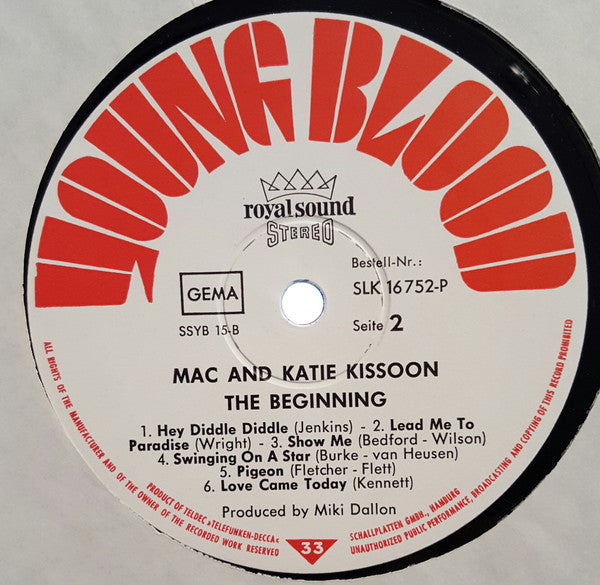 YOUNG BLOOD
royal sound
STEREO
Bestell-Nr.:
GEMA
SLK 16 752-P
SSYB 15-B
Seite 2
MAC AND KATIE KISSOON
THE BEGINNING
1. Hey Diddle Diddle (Jenkins) - 2. Lead Me To
Paradise (Wright) - 3. Show Me (Bedford - Wilson)
4. Swinging On A Star (Burke - van Heusen)
5. Pigeon (Fletcher - Flett)
6. Love Came Today (Kennett)
Produced by Miki Dallon
ALL RIGHTS OF THE MANUFACTURER AND OF THE OWNER OF THE RECORDED WORK RESERVED
PRODUCT OF TELDEC »TELEFUNKEN-DECCA«
33
SCHALLPLATTEN GMBH., HAMBURG
UNAUTHORIZED PUBLIC PERFORMANCE, BROADCASTING AND COPYING OF THIS RECORD PROHIBITED